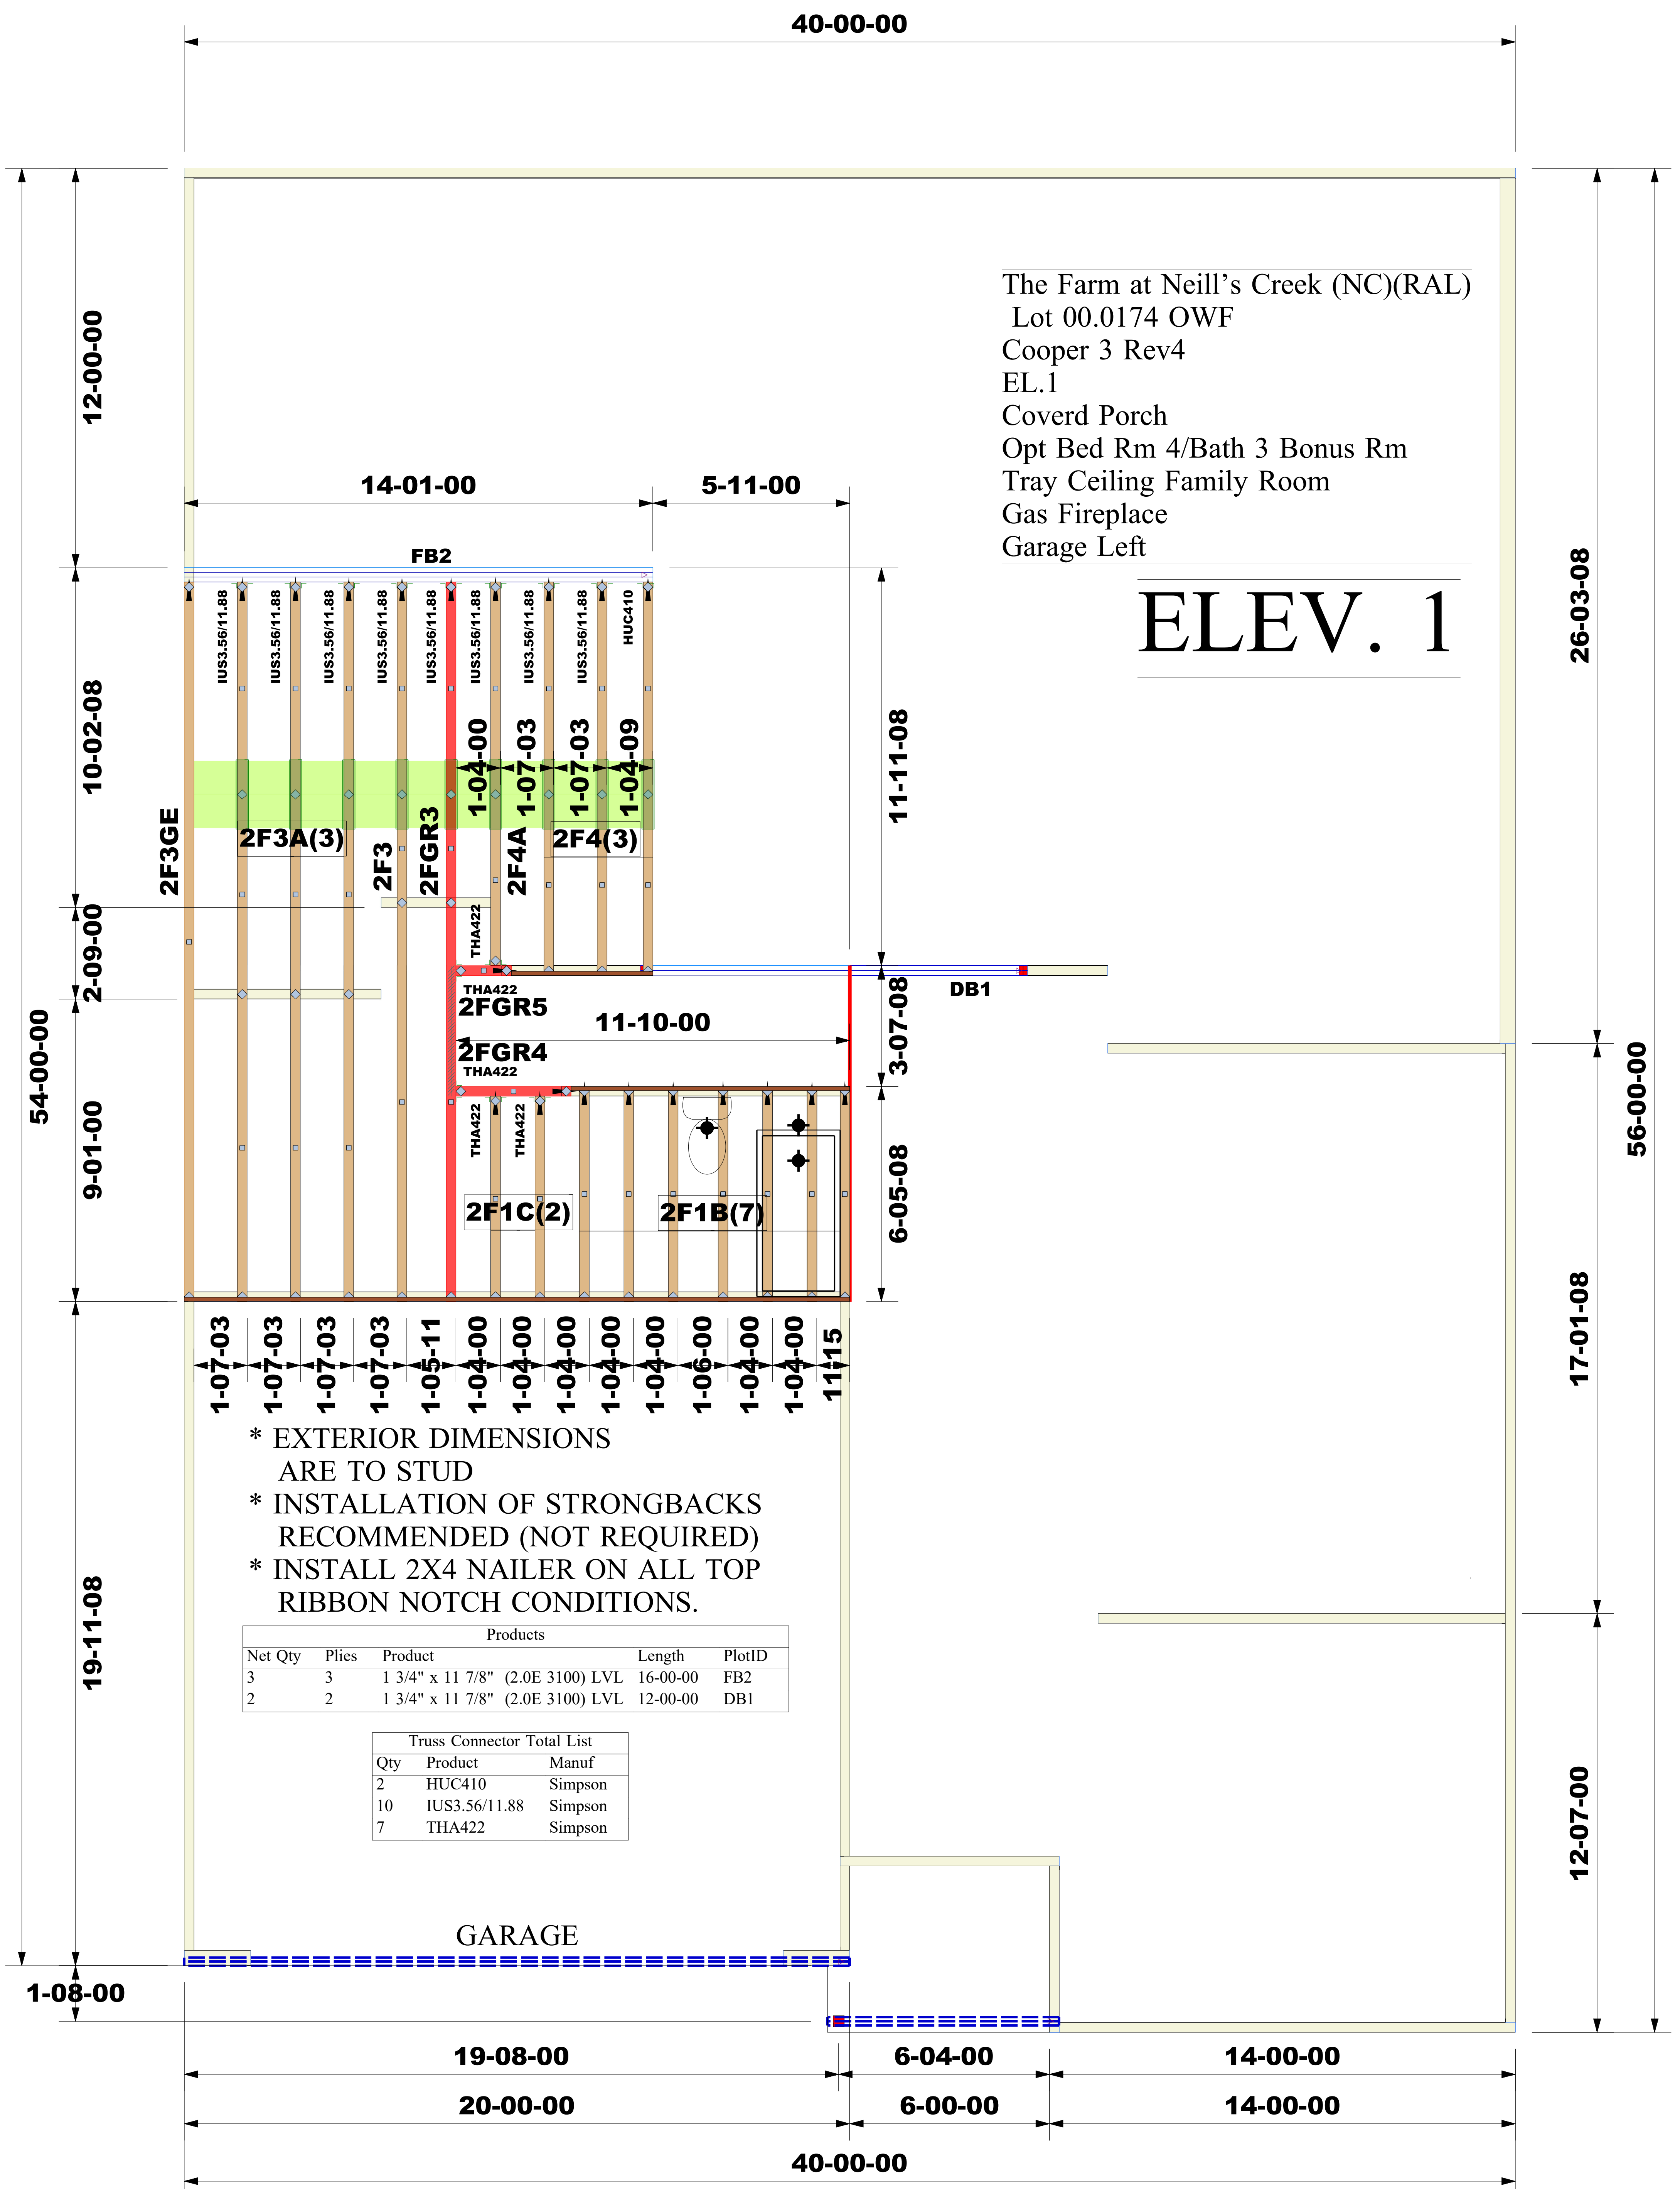 40-00-00
The Farm at Neill's Creek (NC)(RAL)
Lot 00.0174 OWF
Cooper 3 Rev4
EL.1
Coverd Porch
Opt Bed Rm 4/Bath 3 Bonus Rm
Tray Ceiling Family Room
Gas Fireplace
Garage Left
ELEV. 1
12-00-00
14-01-00
5-11-00
26-03-08
FB2
IUS3.56/11.88
IUS3.56/11.88
IUS3.56/11.88
IUS3.56/11.88
IUS3.56/11.88
IUS3.56/11.88
IUS3.56/11.88
IUS3.56/11.88
HUC410
10-02-08
1-04-00
1-07-03
1-07-03
1-04-09
11-11-08
2F3GE
2F3A(3)
2F3
2FGR3
2F4A
2F4(3)
THA422
2-09-00
THA422
2FGR5
DB1
11-10-00
3-07-08
2FGR4
THA422
54-00-00
56-00-00
9-01-00
THA422
THA422
6-05-08
2F1C(2)
2F1B(7)
1-07-03
1-07-03
1-07-03
1-07-03
1-05-11
1-04-00
1-04-00
1-04-00
1-04-00
1-04-00
1-06-00
1-04-00
1-04-00
11-15
17-01-08
* EXTERIOR DIMENSIONS
ARE TO STUD
* INSTALLATION OF STRONGBACKS
RECOMMENDED (NOT REQUIRED)
* INSTALL 2X4 NAILER ON ALL TOP
RIBBON NOTCH CONDITIONS.
19-11-08
Products
Net Qty Plies Product Length PlotID
3 3 1 3/4" x 11 7/8" (2.0E 3100) LVL 16-00-00 FB2
2 2 1 3/4" x 11 7/8" (2.0E 3100) LVL 12-00-00 DB1
Truss Connector Total List
Qty Product Manuf
2 HUC410 Simpson
10 IUS3.56/11.88 Simpson
7 THA422 Simpson
12-07-00
GARAGE
1-08-00
19-08-00
6-04-00
14-00-00
20-00-00
6-00-00
14-00-00
40-00-00